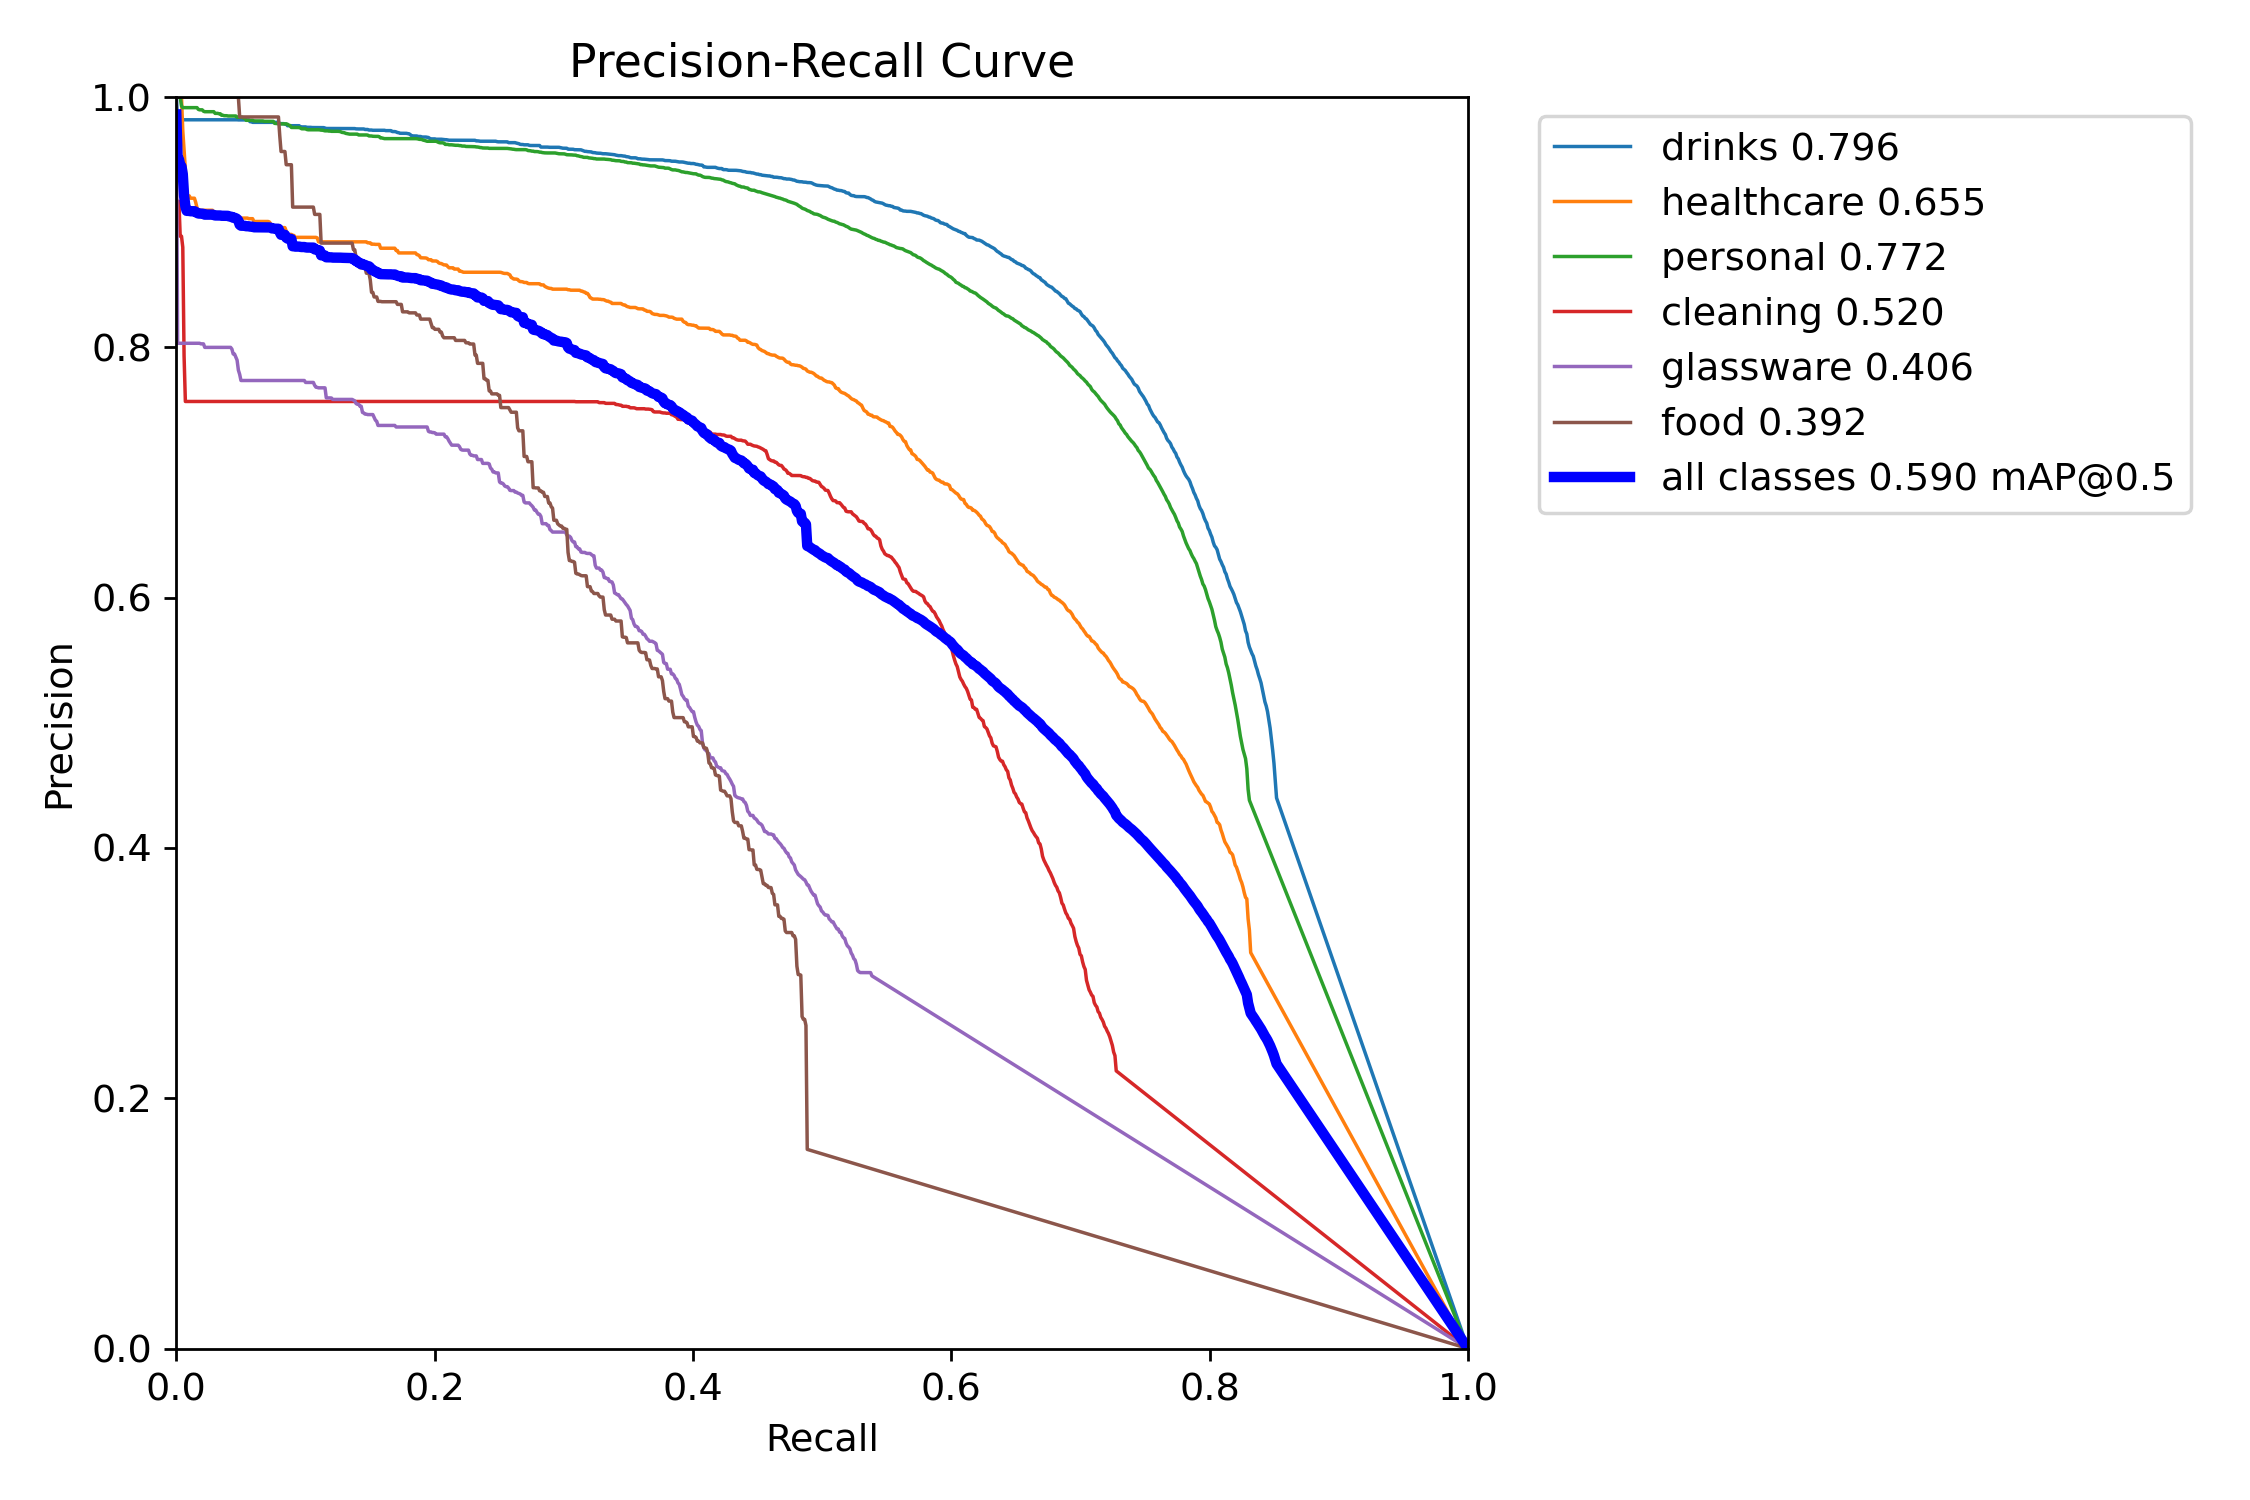 Precision-Recall Curve
1.0
0.8
0.6
0.4
0.2
0.0
Precision
0.0 0.2 0.4 0.6 0.8 1.0
Recall
drinks 0.796
healthcare 0.655
personal 0.772
cleaning 0.520
glassware 0.406
food 0.392
all classes 0.590 mAP@0.5